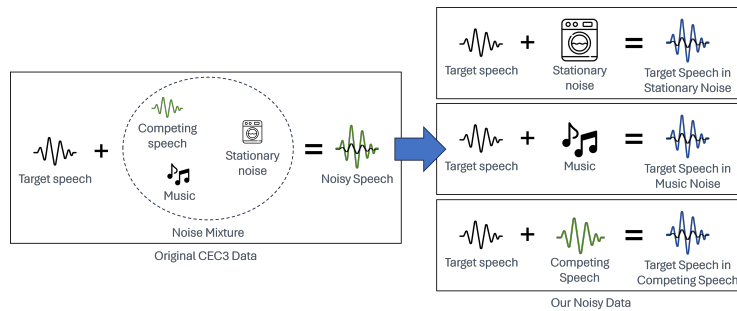 Target speech
+
Competing
speech
Stationary
noise
Music
Noise Mixture
=
Noisy Speech
Original CEC3 Data
Target speech
+
Stationary
noise
=
Target Speech in
Stationary Noise
Target speech
+
Music
=
Target Speech in
Music Noise
Target speech
+
Competing
Speech
=
Target Speech in
Competing Speech
Our Noisy Data